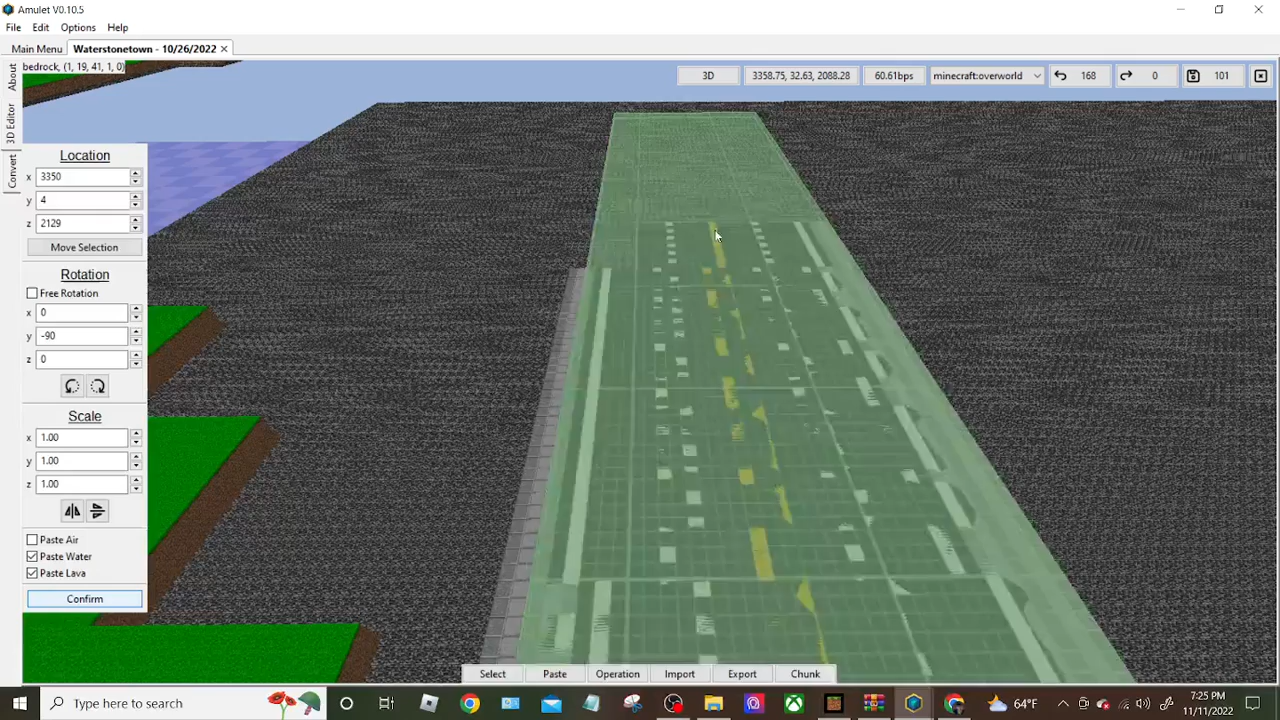 Amulet V0.10.5
File Edit Options Help
Main Menu Waterstonetown - 10/26/2022
bedrock, (1, 19, 41, 1, 0)
3D 3358.75, 32.63, 2088.28 60.61bps minecraft:overworld 168 0 101
About
3D Editor
Convert
Location
x 3350
y 4
z 2129
Move Selection
Rotation
Free Rotation
x 0
y -90
z 0
Scale
x 1.00
y 1.00
z 1.00
Paste Air
Paste Water
Paste Lava
Confirm
Select Paste Operation Import Export Chunk
Type here to search
64°F
7:25 PM
11/11/2022